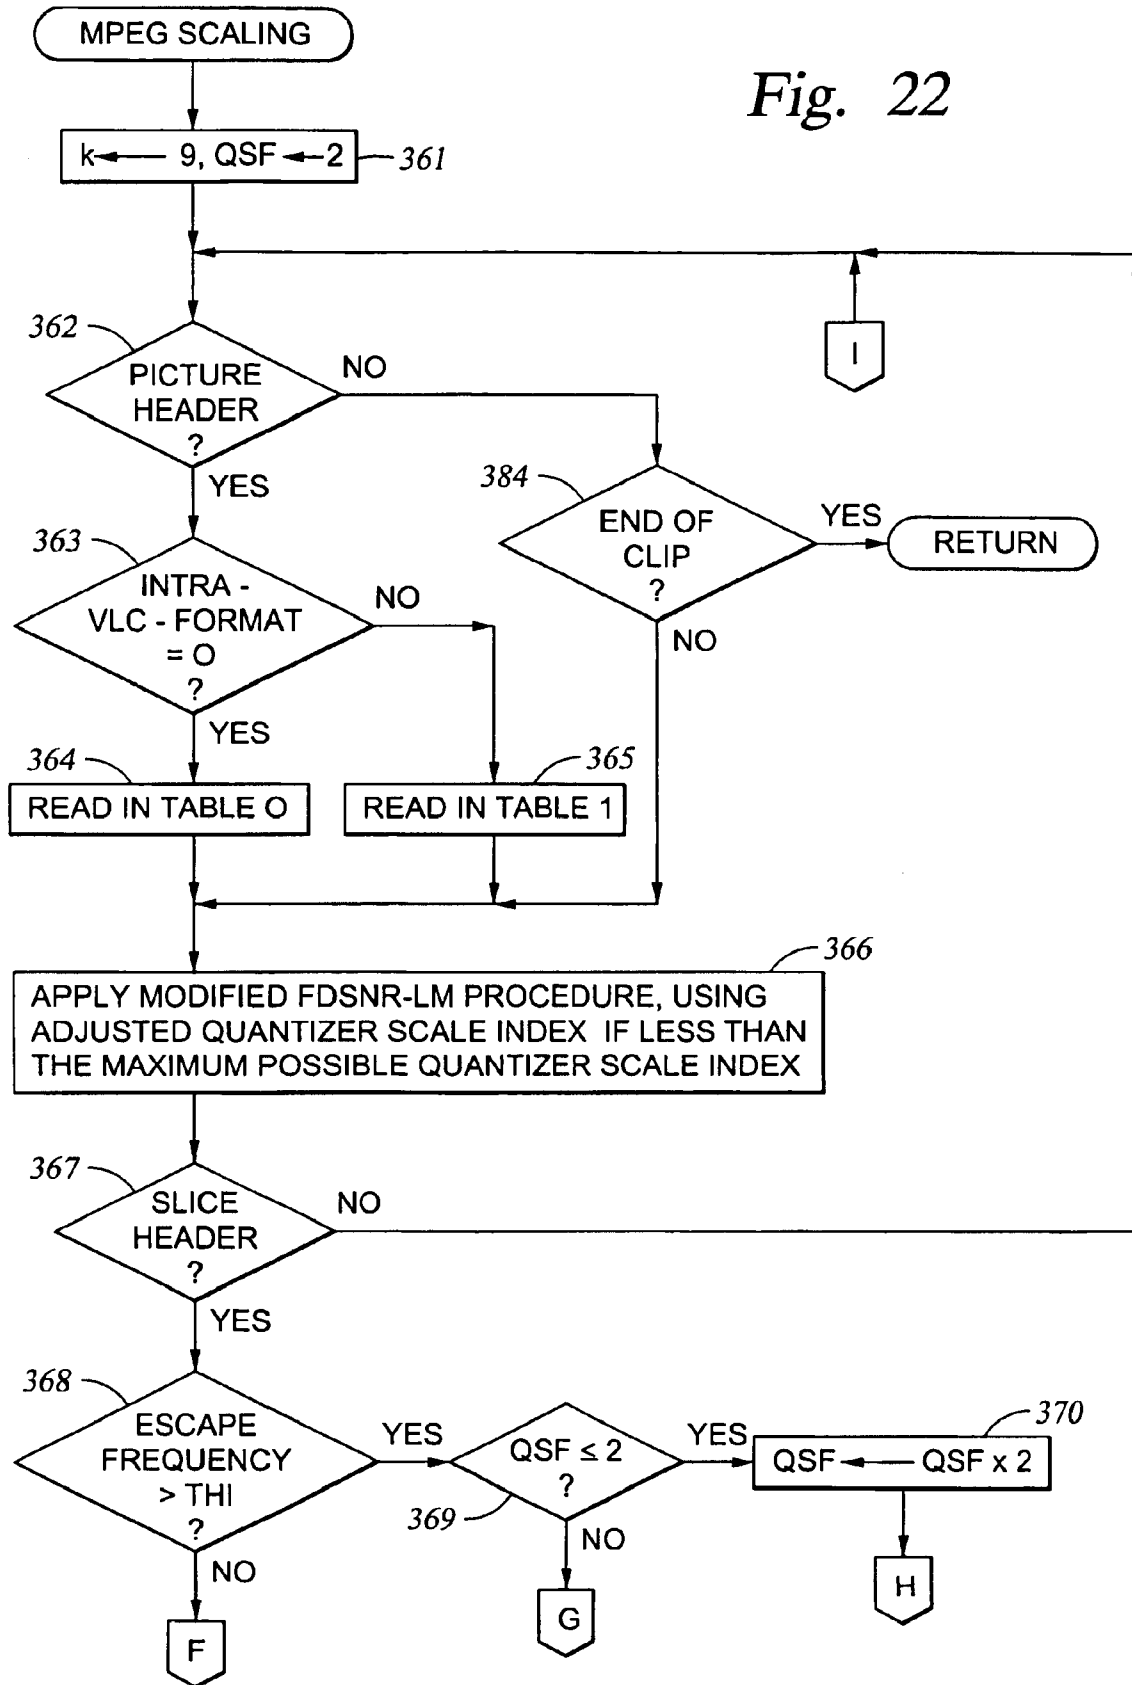 MPEG SCALING
Fig. 22
k ← 9, QSF ← 2
361
I
362
PICTURE
HEADER
?
NO
YES
384
END OF
CLIP
?
YES
RETURN
NO
363
INTRA -
VLC - FORMAT
= O
?
NO
YES
364
READ IN TABLE O
365
READ IN TABLE 1
366
APPLY MODIFIED FDSNR-LM PROCEDURE, USING
ADJUSTED QUANTIZER SCALE INDEX IF LESS THAN
THE MAXIMUM POSSIBLE QUANTIZER SCALE INDEX
367
SLICE
HEADER
?
NO
YES
368
ESCAPE
FREQUENCY
> THI
?
YES
NO
F
QSF ≤ 2
?
369
YES
NO
G
370
QSF ← QSF x 2
H